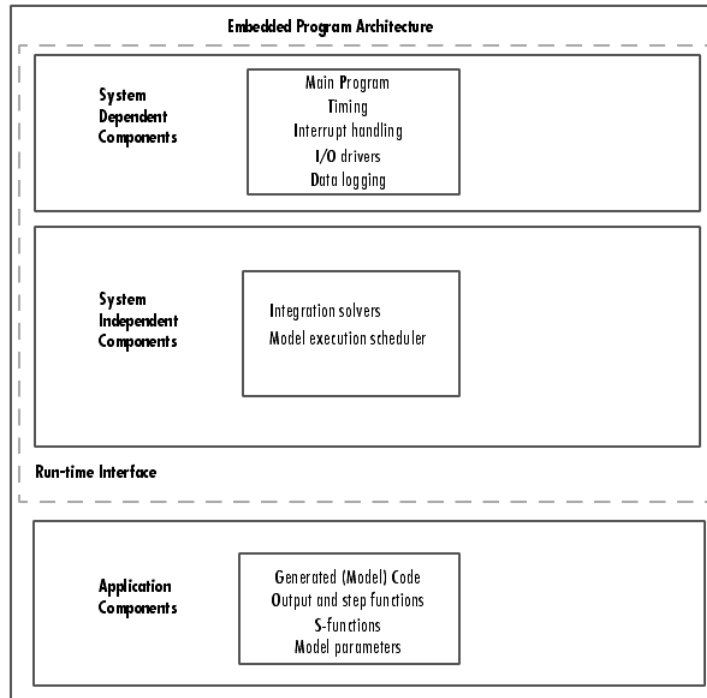 Embedded Program Architecture
System
Dependent
Components
Main Program
Timing
Interrupt handling
I/O drivers
Data logging
System
Independent
Components
Integration solvers
Model execution scheduler
Run-time Interface
Application
Components
Generated (Model) Code
Output and step functions
S-functions
Model parameters